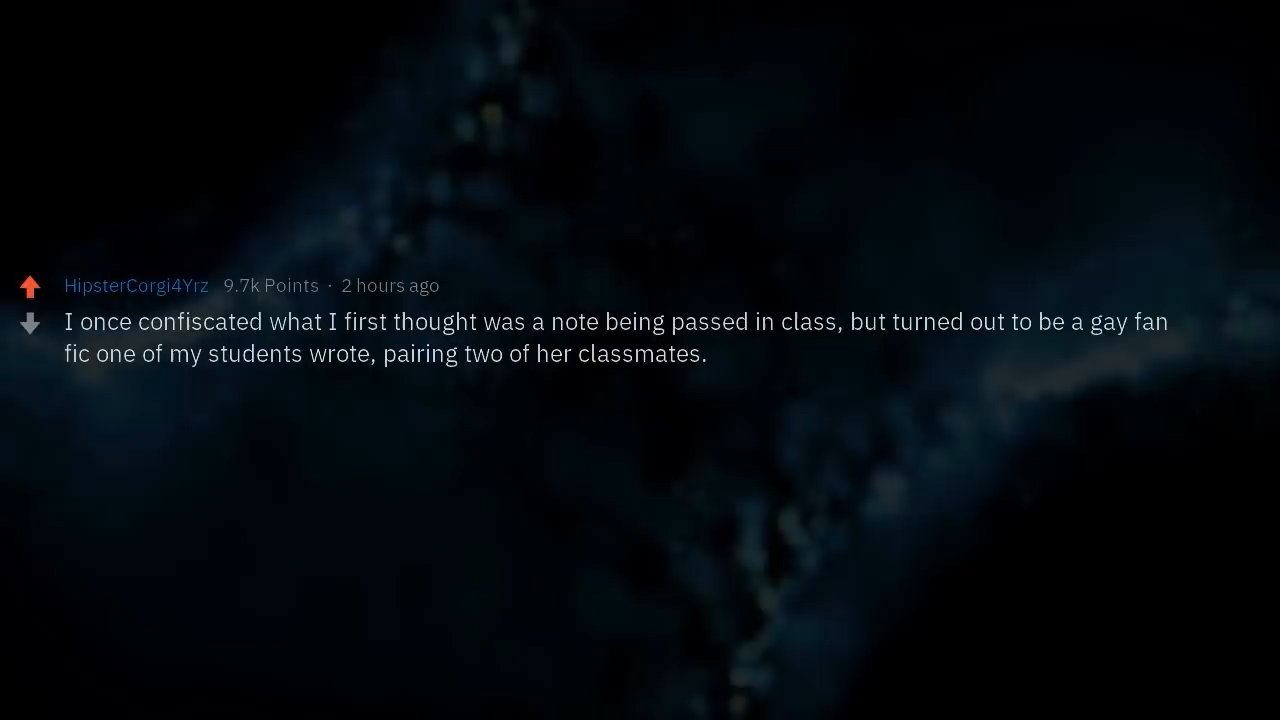 HipsterCorgi4Yrz 9.7k Points · 2 hours ago
I once confiscated what I first thought was a note being passed in class, but turned out to be a gay fan
fic one of my students wrote, pairing two of her classmates.